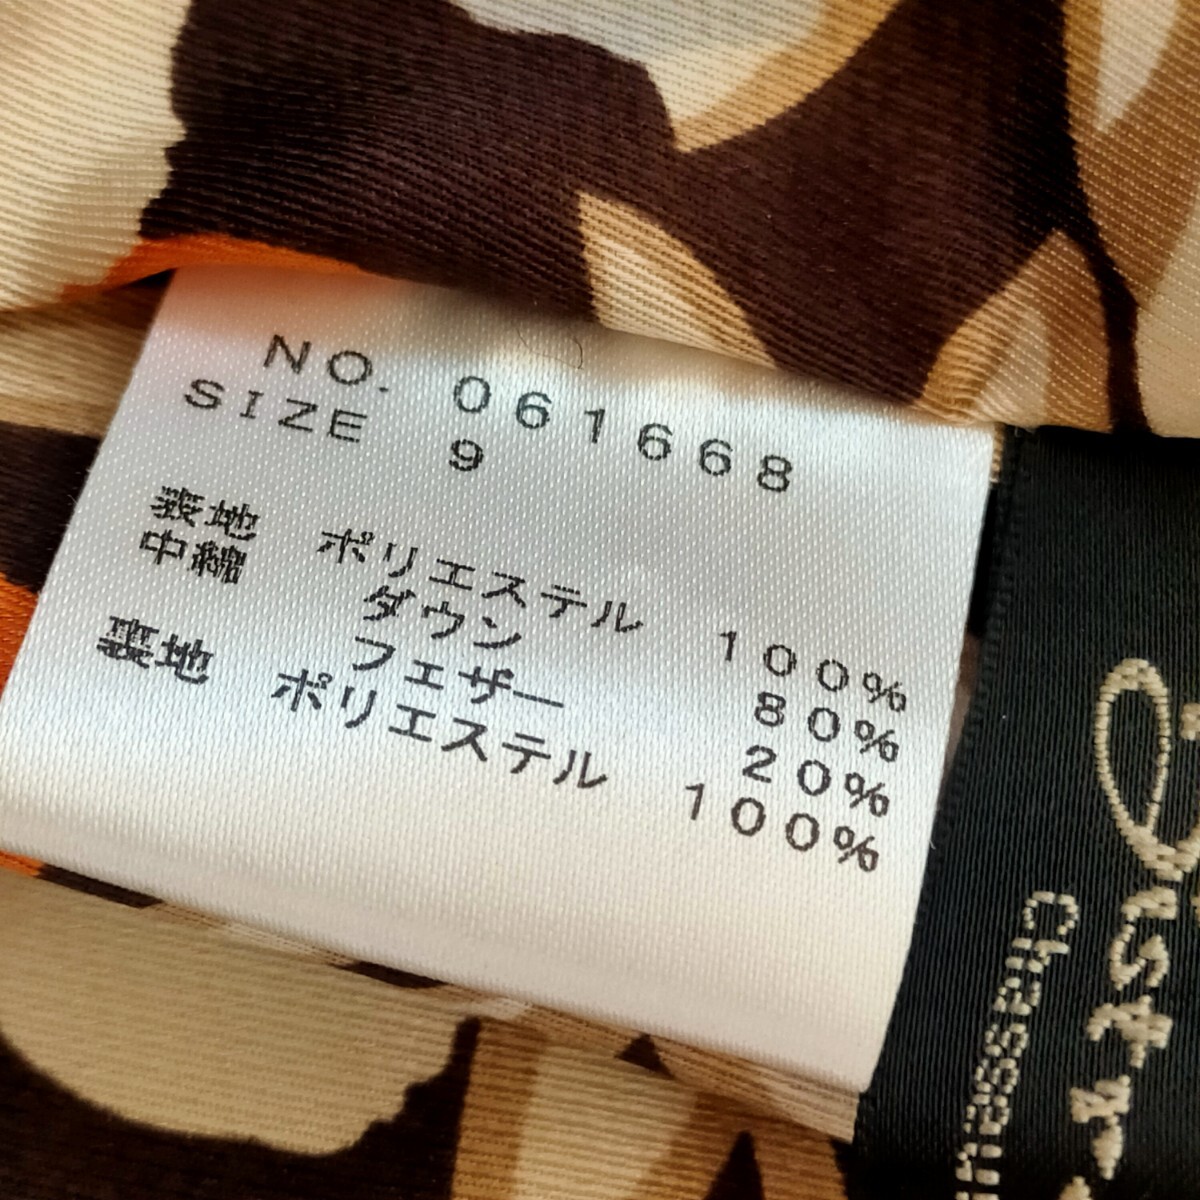 NO. 061668
SIZE 9
表地 ポリエステル 100%
中綿 ダウン 80%
フェザー 20%
裏地 ポリエステル 100%